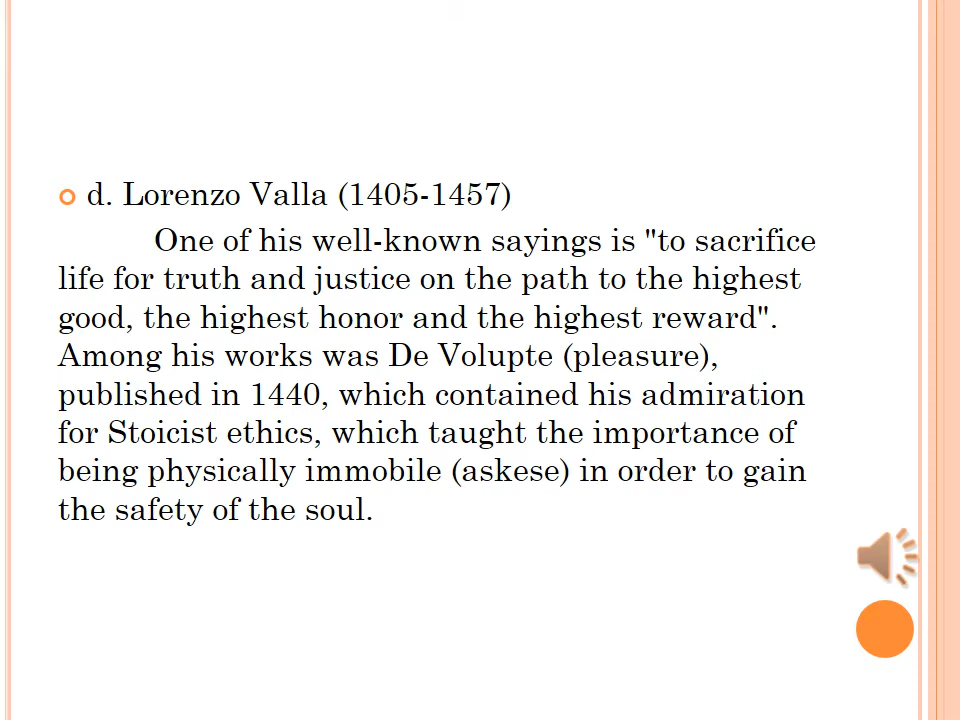 d. Lorenzo Valla (1405-1457)
One of his well-known sayings is "to sacrifice
life for truth and justice on the path to the highest
good, the highest honor and the highest reward".
Among his works was De Volupte (pleasure),
published in 1440, which contained his admiration
for Stoicist ethics, which taught the importance of
being physically immobile (askese) in order to gain
the safety of the soul.